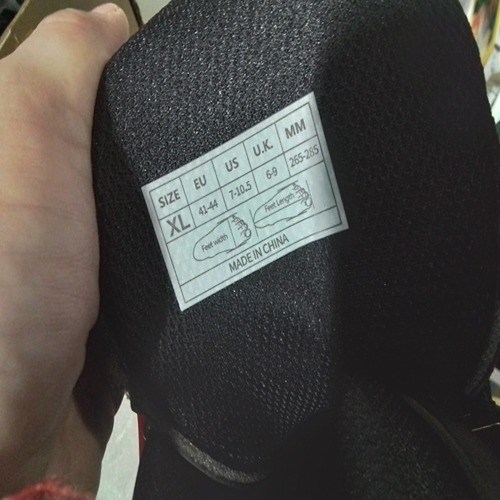 SIZE EU US U.K. MM
XL 41-44 7-10.5 6-9 265-285
Feet width Feet Length
MADE IN CHINA